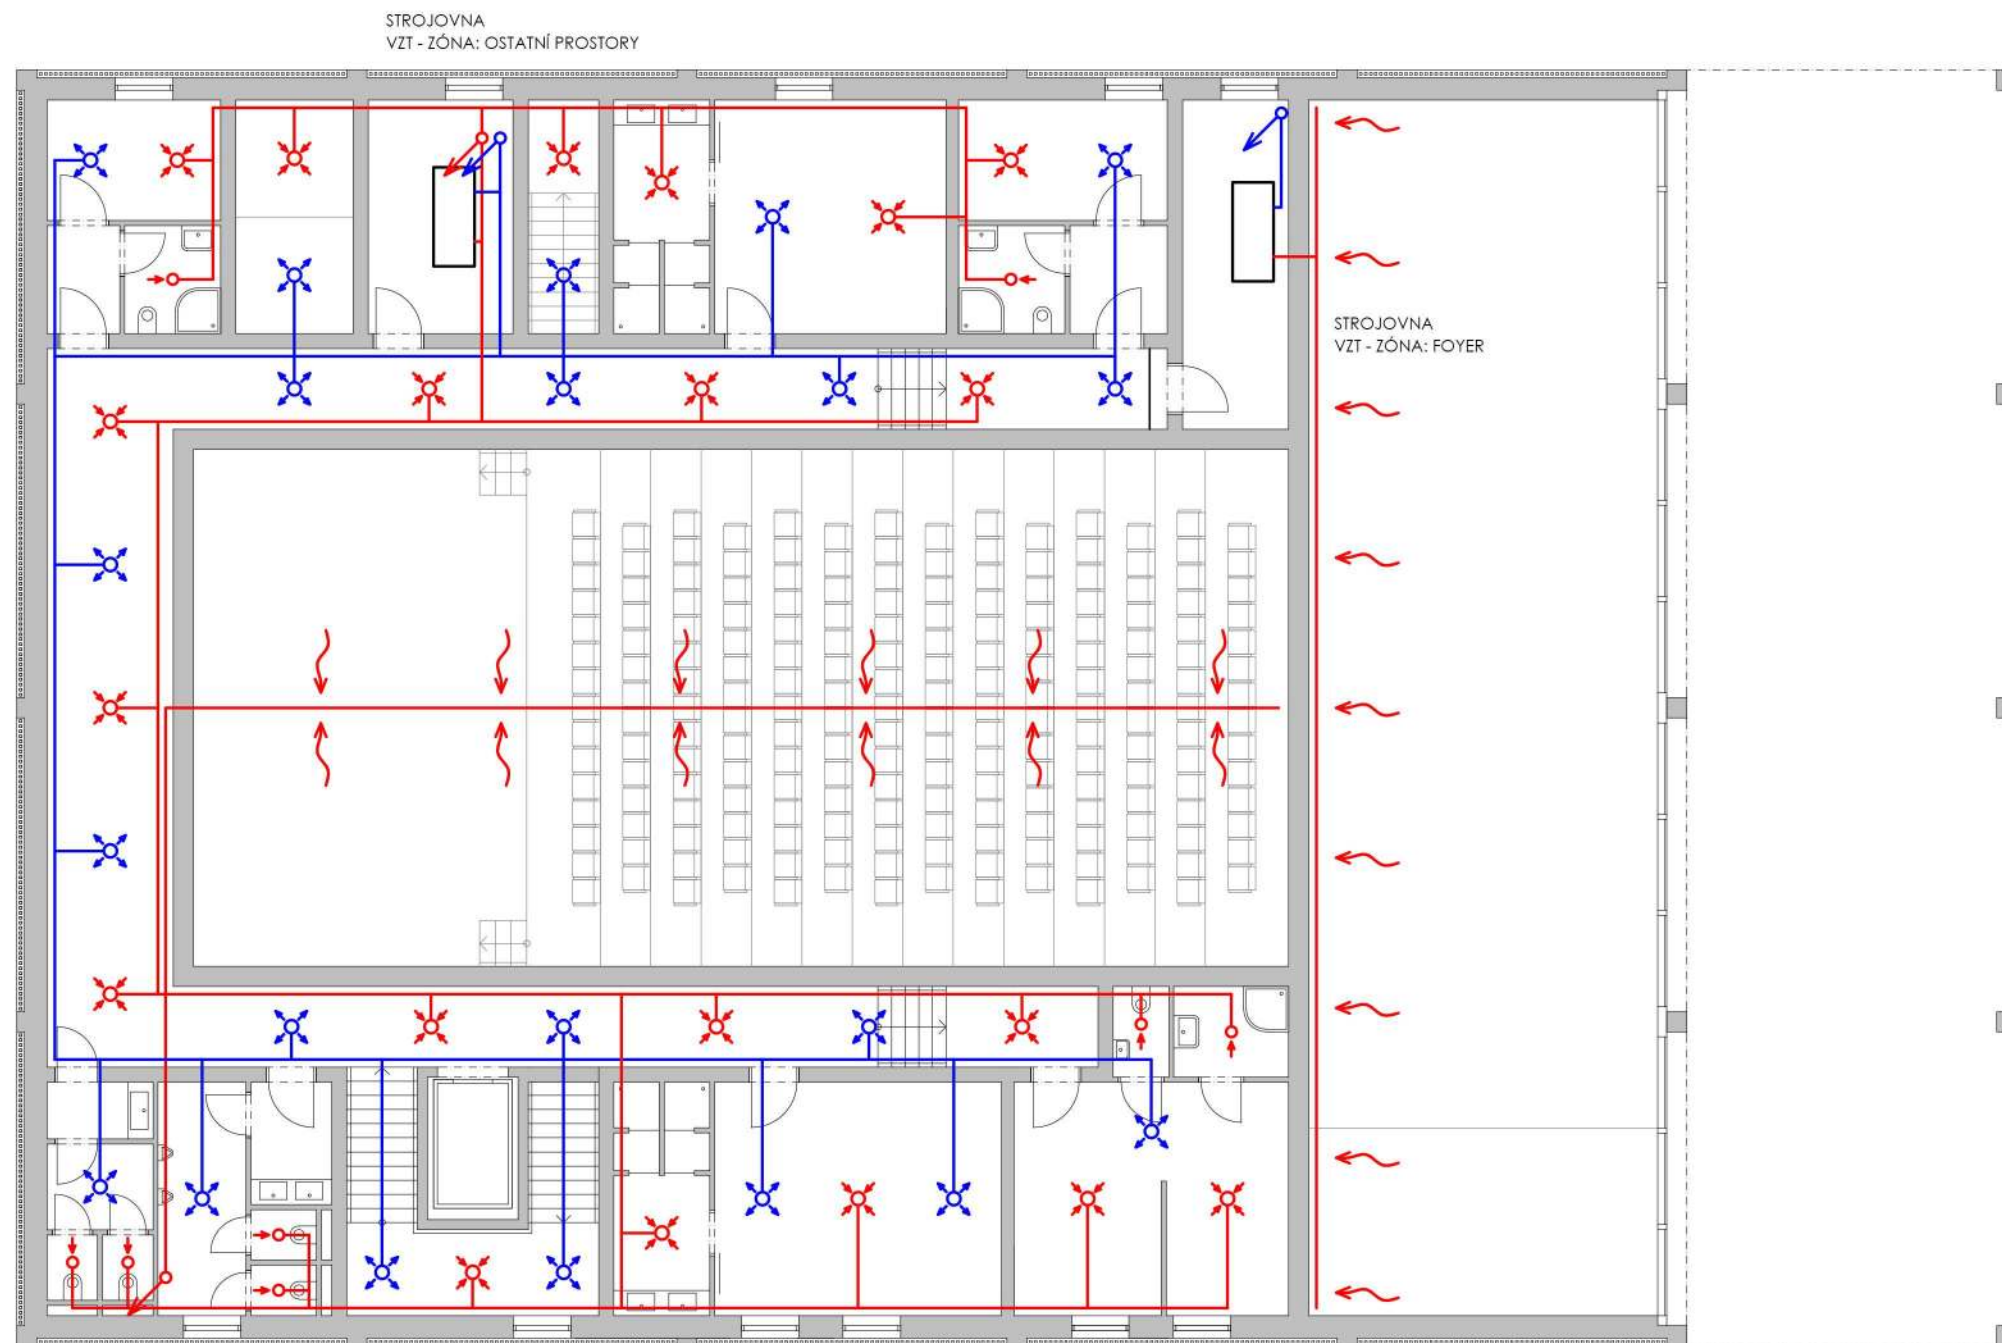 STROJOVNA
VZT - ZÓNA: OSTATNÍ PROSTORY
STROJOVNA
VZT - ZÓNA: FOYER